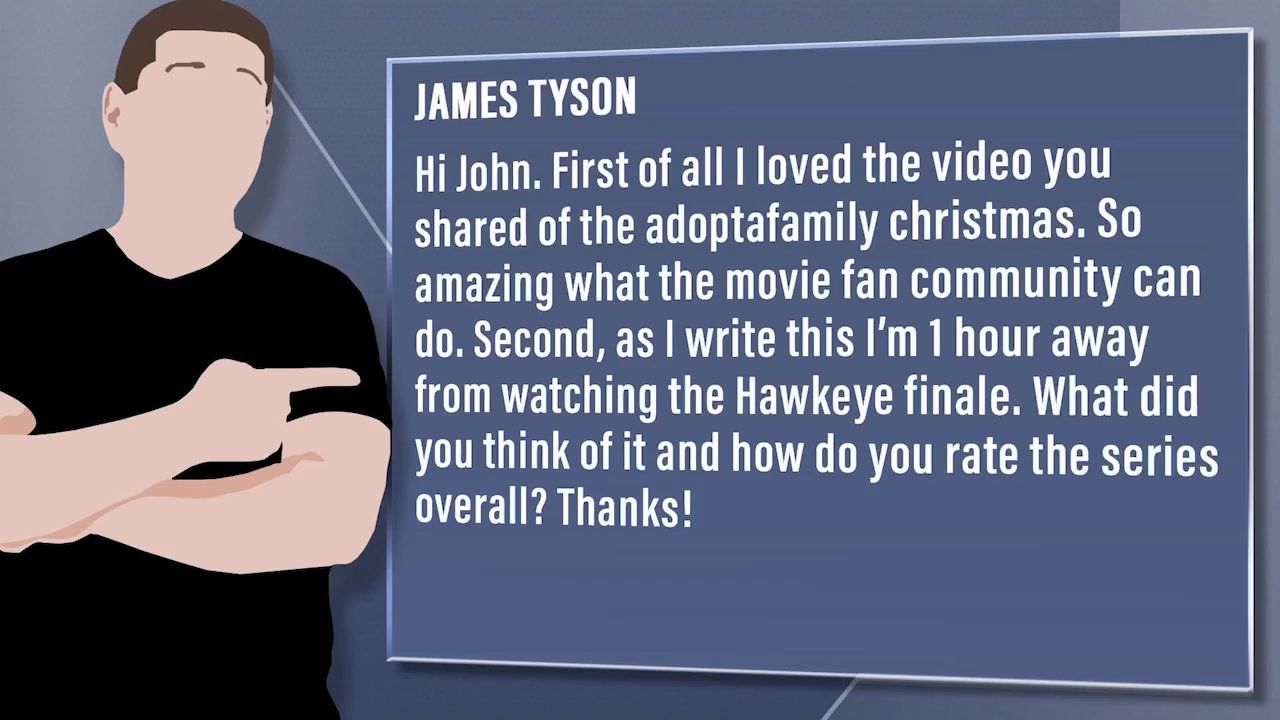 JAMES TYSON
Hi John. First of all I loved the video you
shared of the adoptafamily christmas. So
amazing what the movie fan community can
do. Second, as I write this I'm 1 hour away
from watching the Hawkeye finale. What did
you think of it and how do you rate the series
overall? Thanks!